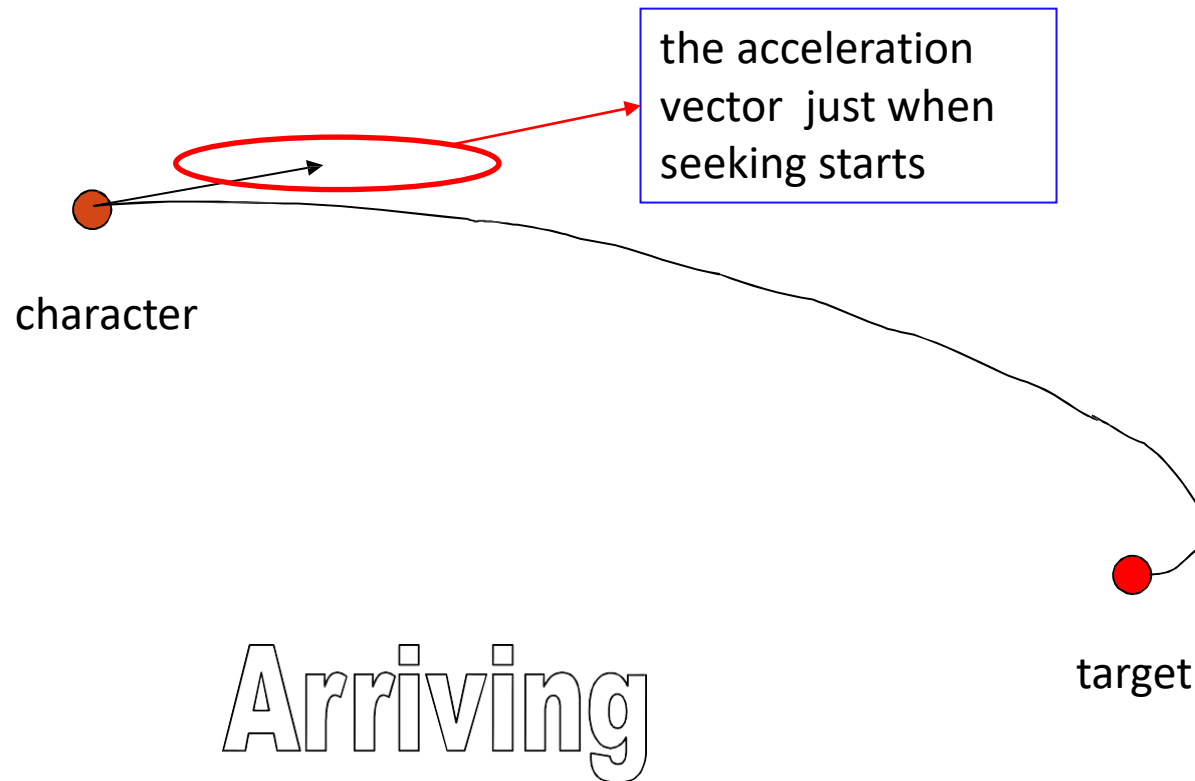 the acceleration
vector  just when
seeking starts
character
target
Arriving